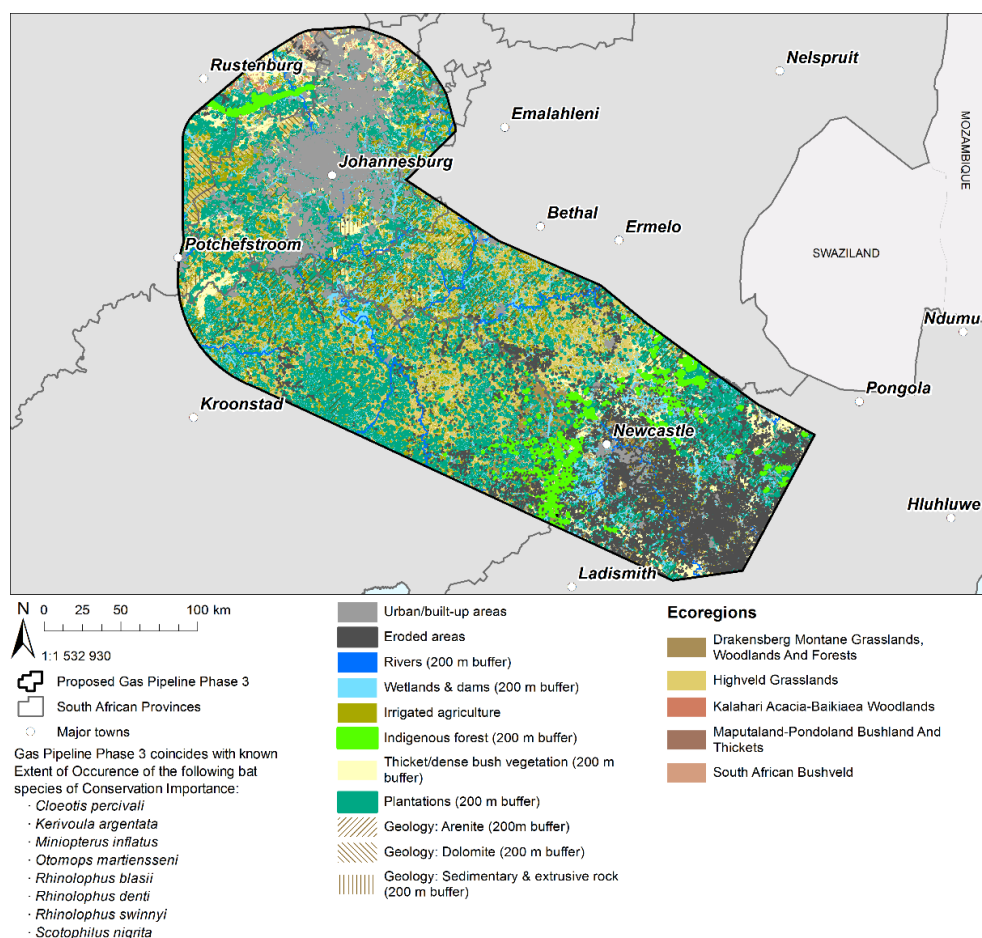 Rustenburg
Nelspruit
Emalahleni
MOZAMBIQUE
Johannesburg
Bethal
Ermelo
Potchefstroom
SWAZILAND
Ndumu
Pongola
Kroonstad
Newcastle
Hluhluwe
Ladismith
N
0 25 50 100 km
1:1 532 930
Proposed Gas Pipeline Phase 3
South African Provinces
Major towns
Gas Pipeline Phase 3 coincides with known
Extent of Occurence of the following bat
species of Conservation Importance:
· Cloeotis percivali
· Kerivoula argentata
· Miniopterus inflatus
· Otomops martiensseni
· Rhinolophus blasii
· Rhinolophus denti
· Rhinolophus swinnyi
· Scotophilus nigrita
Urban/built-up areas
Eroded areas
Rivers (200 m buffer)
Wetlands & dams (200 m buffer)
Irrigated agriculture
Indigenous forest (200 m buffer)
Thicket/dense bush vegetation (200 m
buffer)
Plantations (200 m buffer)
Geology: Arenite (200m buffer)
Geology: Dolomite (200 m buffer)
Geology: Sedimentary & extrusive rock
(200 m buffer)
Ecoregions
Drakensberg Montane Grasslands,
Woodlands And Forests
Highveld Grasslands
Kalahari Acacia-Baikiaea Woodlands
Maputaland-Pondoland Bushland And
Thickets
South African Bushveld